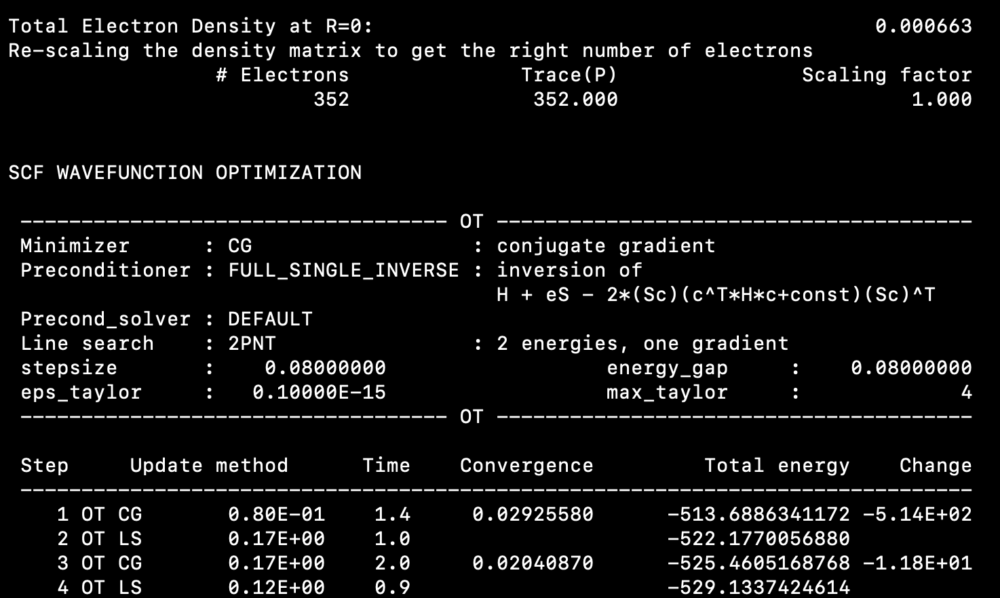 Total Electron Density at R=0:                                         0.000663
Re-scaling the density matrix to get the right number of electrons
                 # Electrons              Trace(P)               Scaling factor
                         352               352.000                        1.000
SCF WAVEFUNCTION OPTIMIZATION
 ----------------------------------- OT ---------------------------------------
 Minimizer      : CG                  : conjugate gradient
 Preconditioner : FULL_SINGLE_INVERSE : inversion of
                                        H + eS - 2*(Sc)(c^T*H*c+const)(Sc)^T
 Precond_solver : DEFAULT
 Line search    : 2PNT                : 2 energies, one gradient
 stepsize       :    0.08000000                  energy_gap     :    0.08000000
 eps_taylor     :   0.10000E-15                  max_taylor     :             4
 ----------------------------------- OT ---------------------------------------
 Step     Update method      Time    Convergence         Total energy    Change
 ------------------------------------------------------------------------------
    1 OT CG       0.80E-01    1.4     0.02925580      -513.6886341172 -5.14E+02
    2 OT LS       0.17E+00    1.0                     -522.1770056880
    3 OT CG       0.17E+00    2.0     0.02040870      -525.4605168768 -1.18E+01
    4 OT LS       0.12E+00    0.9                     -529.1337424614